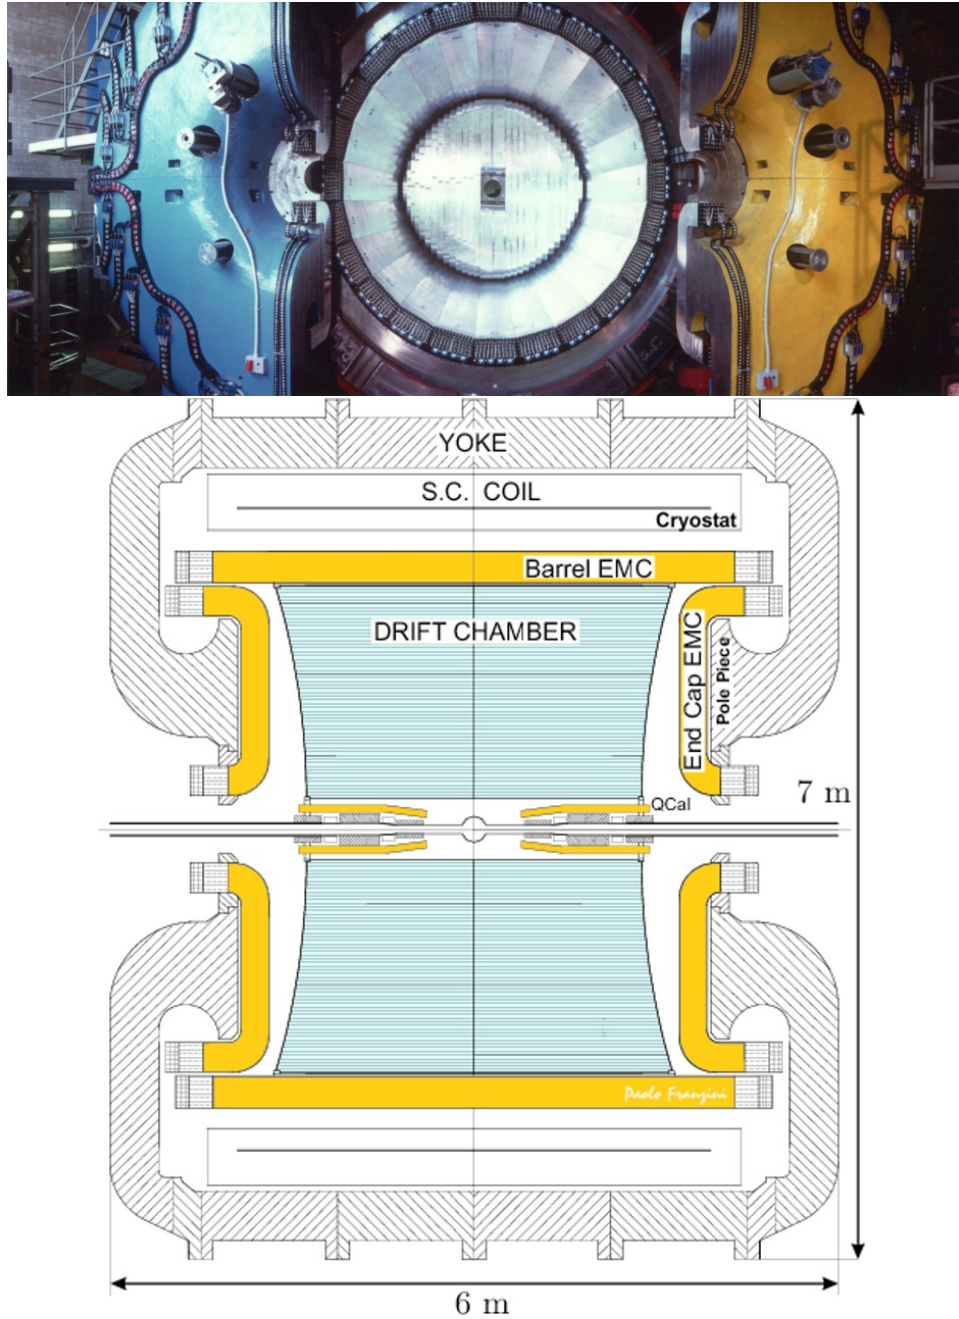 YOKE
S.C. COIL
Cryostat
Barrel EMC
DRIFT CHAMBER
End Cap EMC
Pole Piece
7 m
QCal
Paolo Franzini
6 m